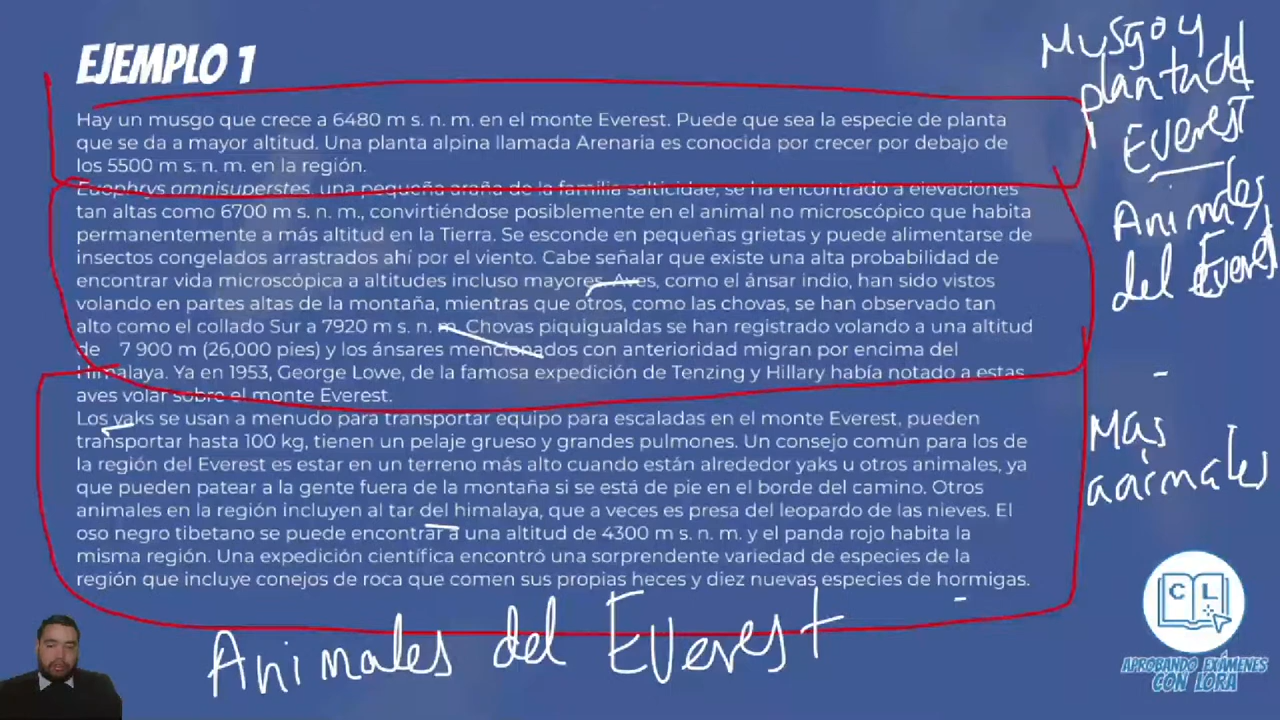 EJEMPLO 1
Hay un musgo que crece a 6480 m s. n. m. en el monte Everest. Puede que sea la especie de planta
que se da a mayor altitud. Una planta alpina llamada Arenaria es conocida por crecer por debajo de
los 5500 m s. n. m. en la región.
Euophrys omnisuperstes, una pequeña araña de la familia salticidae, se ha encontrado a elevaciones
tan altas como 6700 m s. n. m., convirtiéndose posiblemente en el animal no microscópico que habita
permanentemente a más altitud en la Tierra. Se esconde en pequeñas grietas y puede alimentarse de
insectos congelados arrastrados ahí por el viento. Cabe señalar que existe una alta probabilidad de
encontrar vida microscópica a altitudes incluso mayores. Aves, como el ánsar indio, han sido vistos
volando en partes altas de la montaña, mientras que otros, como las chovas, se han observado tan
alto como el collado Sur a 7920 m s. n. m. Chovas piquigualdas se han registrado volando a una altitud
de 7 900 m (26,000 pies) y los ánsares mencionados con anterioridad migran por encima del
Himalaya. Ya en 1953, George Lowe, de la famosa expedición de Tenzing y Hillary había notado a estas
aves volar sobre el monte Everest.
Los yaks se usan a menudo para transportar equipo para escaladas en el monte Everest, pueden
transportar hasta 100 kg, tienen un pelaje grueso y grandes pulmones. Un consejo común para los de
la región del Everest es estar en un terreno más alto cuando están alrededor yaks u otros animales, ya
que pueden patear a la gente fuera de la montaña si se está de pie en el borde del camino. Otros
animales en la región incluyen al tar del himalaya, que a veces es presa del leopardo de las nieves. El
oso negro tibetano se puede encontrar a una altitud de 4300 m s. n. m. y el panda rojo habita la
misma región. Una expedición científica encontró una sorprendente variedad de especies de la
región que incluye conejos de roca que comen sus propias heces y diez nuevas especies de hormigas.
Animales del Everest
Musgo y
planta del
Everest
Animales
del Everest
Mas
animales
C L
APROBANDO EXÁMENES
CON LORA